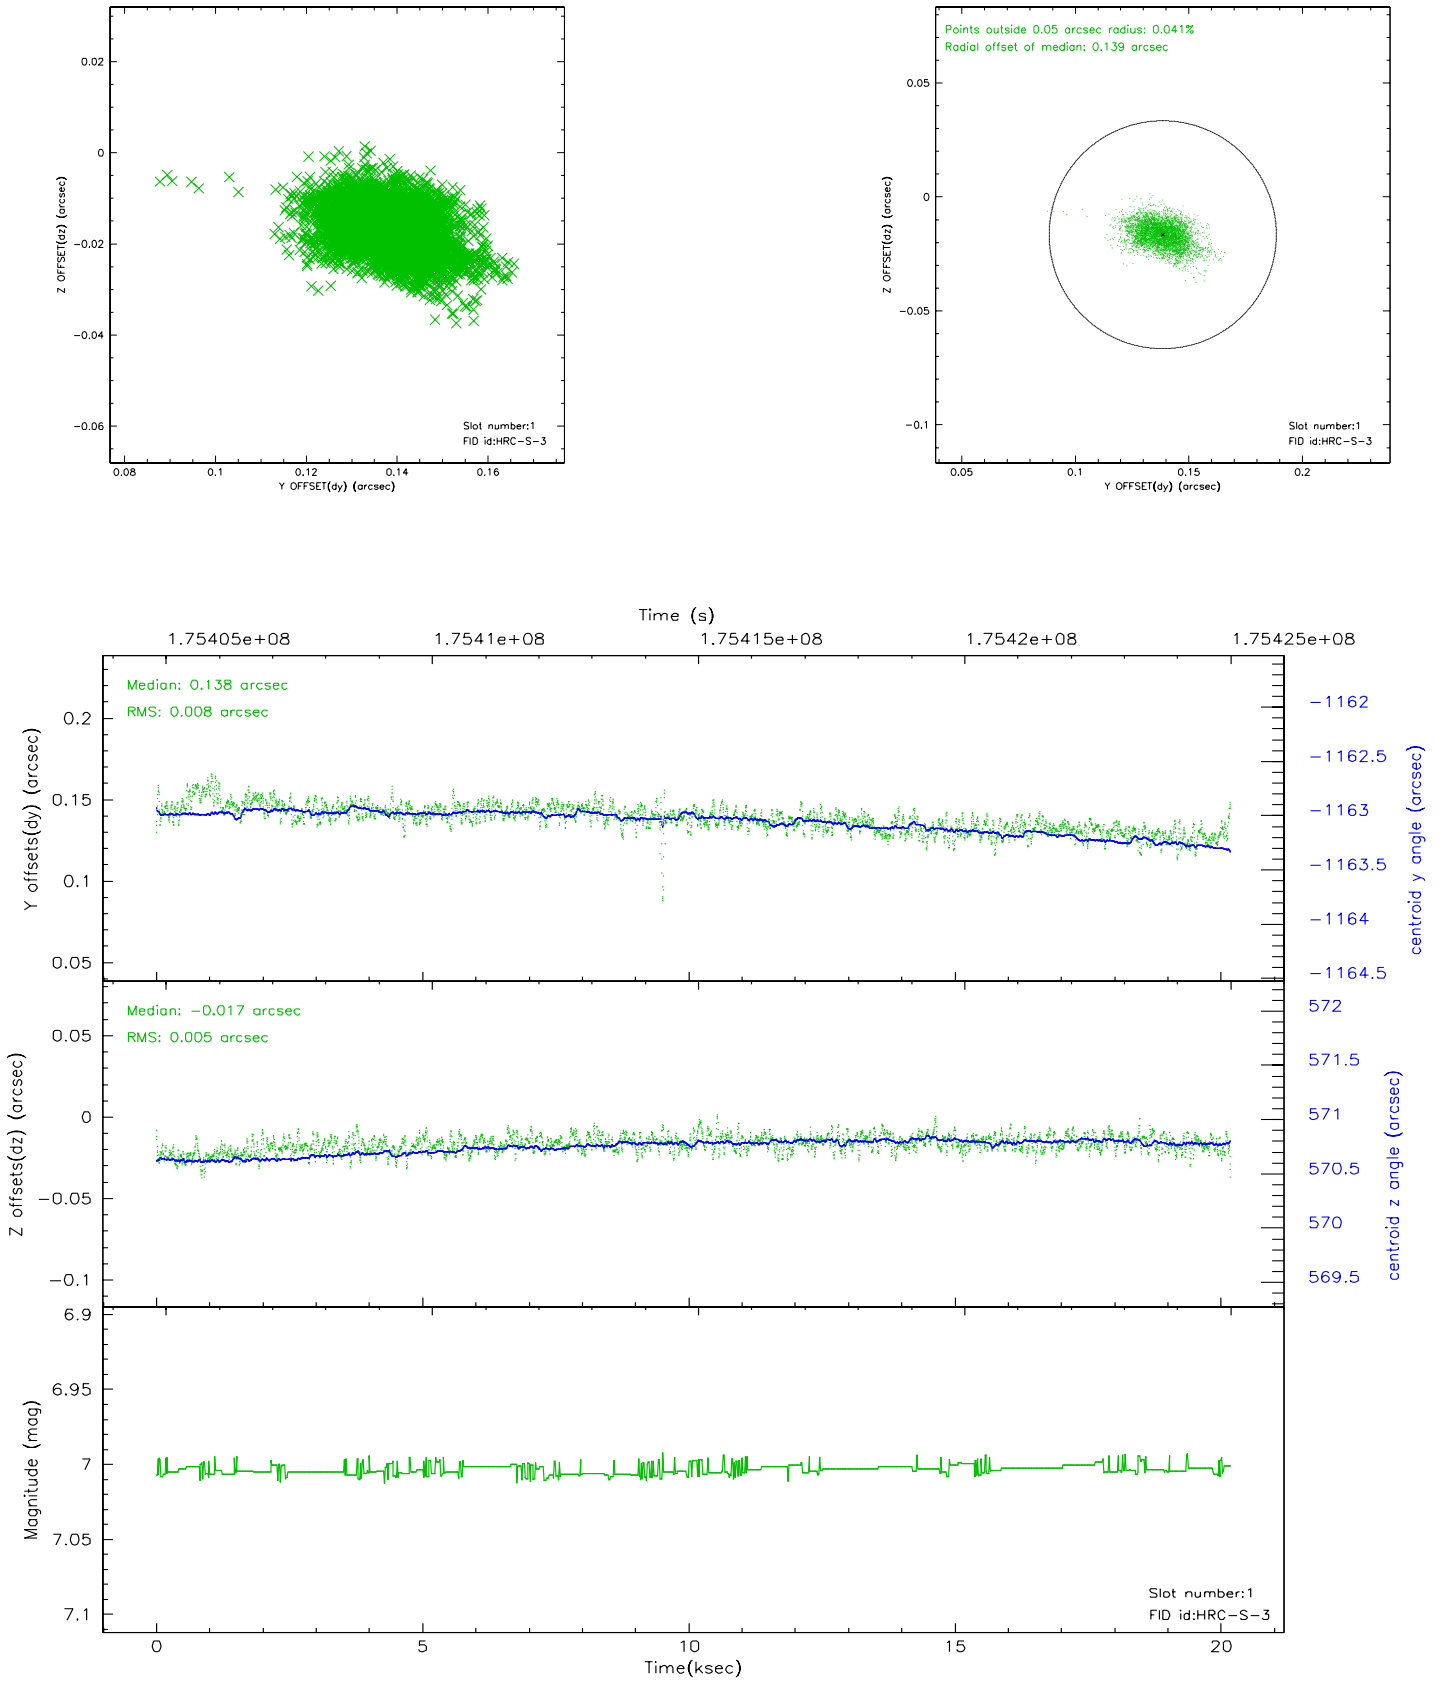 0.02
0
-0.02
-0.04
-0.06
Z OFFSET(dz) (arcsec)
0.08 0.1 0.12 0.14 0.16
Y OFFSET(dy) (arcsec)
Slot number:1
FID id:HRC-S-3
Points outside 0.05 arcsec radius: 0.041%
Radial offset of median: 0.139 arcsec
0.05
0
-0.05
-0.1
Z OFFSET(dz) (arcsec)
0.05 0.1 0.15 0.2
Y OFFSET(dy) (arcsec)
Slot number:1
FID id:HRC-S-3
Time (s)
1.75405e+08 1.7541e+08 1.75415e+08 1.7542e+08 1.75425e+08
Median: 0.138 arcsec
RMS: 0.008 arcsec
0.2
0.15
0.1
0.05
Y offsets(dy) (arcsec)
-1162
-1162.5
-1163
-1163.5
-1164
-1164.5
centroid y angle (arcsec)
Median: -0.017 arcsec
RMS: 0.005 arcsec
0.05
0
-0.05
-0.1
Z offsets(dz) (arcsec)
572
571.5
571
570.5
570
569.5
centroid z angle (arcsec)
6.9
6.95
7
7.05
7.1
Magnitude (mag)
Slot number:1
FID id:HRC-S-3
0 5 10 15 20
Time(ksec)